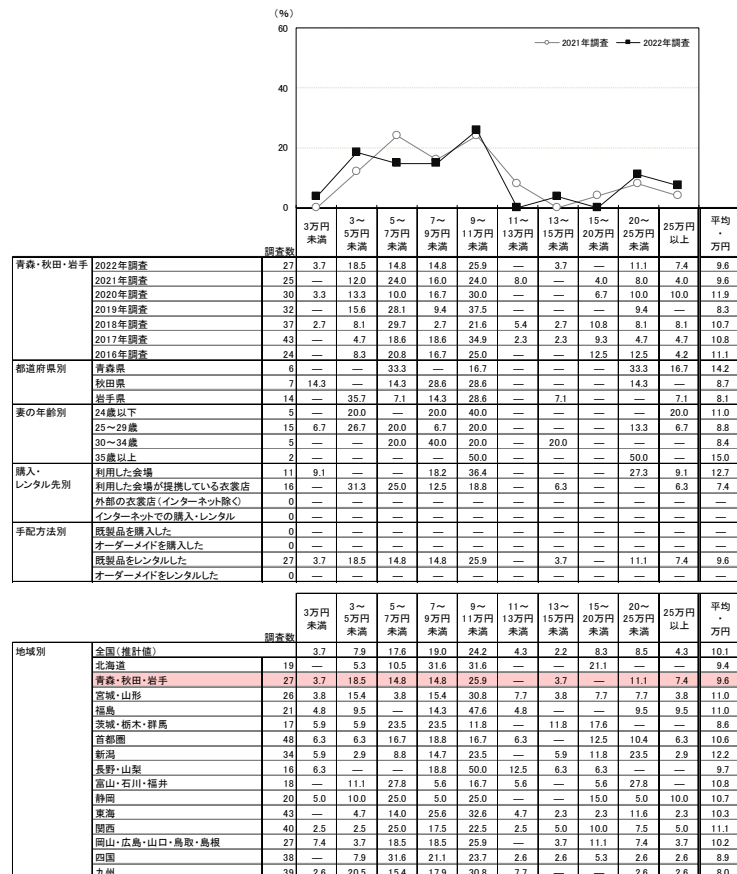 (%)
60
2021年調査 2022年調査
40
20
0
調査数 3万円未満 3～5万円未満 5～7万円未満 7～9万円未満 9～11万円未満 11～13万円未満 13～15万円未満 15～20万円未満 20～25万円未満 25万円以上 平均・万円
青森・秋田・岩手 2022年調査 27 3.7 18.5 14.8 14.8 25.9 — 3.7 — 11.1 7.4 9.6
2021年調査 25 — 12.0 24.0 16.0 24.0 8.0 — 4.0 8.0 4.0 9.6
2020年調査 30 3.3 13.3 10.0 16.7 30.0 — — 6.7 10.0 10.0 11.9
2019年調査 32 — 15.6 28.1 9.4 37.5 — — — 9.4 — 8.3
2018年調査 37 2.7 8.1 29.7 2.7 21.6 5.4 2.7 10.8 8.1 8.1 10.7
2017年調査 43 — 4.7 18.6 18.6 34.9 2.3 2.3 9.3 4.7 4.7 10.8
2016年調査 24 — 8.3 20.8 16.7 25.0 — — 12.5 12.5 4.2 11.1
都道府県別 青森県 6 — — 33.3 — 16.7 — — — 33.3 16.7 14.2
秋田県 7 14.3 — 14.3 28.6 28.6 — — — 14.3 — 8.7
岩手県 14 — 35.7 7.1 14.3 28.6 — 7.1 — — 7.1 8.1
妻の年齢別 24歳以下 5 — 20.0 — 20.0 40.0 — — — — 20.0 11.0
25～29歳 15 6.7 26.7 20.0 6.7 20.0 — — — 13.3 6.7 8.8
30～34歳 5 — — 20.0 40.0 20.0 — 20.0 — — — 8.4
35歳以上 2 — — — — 50.0 — — — 50.0 — 15.0
購入・レンタル先別 利用した会場 11 9.1 — — 18.2 36.4 — — — 27.3 9.1 12.7
利用した会場が提携している衣裳店 16 — 31.3 25.0 12.5 18.8 — 6.3 — — 6.3 7.4
外部の衣裳店（インターネット除く） 0 — — — — — — — — — — —
インターネットでの購入・レンタル 0 — — — — — — — — — — —
手配方法別 既製品を購入した 0 — — — — — — — — — — —
オーダーメイドを購入した 0 — — — — — — — — — — —
既製品をレンタルした 27 3.7 18.5 14.8 14.8 25.9 — 3.7 — 11.1 7.4 9.6
オーダーメイドをレンタルした 0 — — — — — — — — — — —
調査数 3万円未満 3～5万円未満 5～7万円未満 7～9万円未満 9～11万円未満 11～13万円未満 13～15万円未満 15～20万円未満 20～25万円未満 25万円以上 平均・万円
地域別 全国（推計値） 3.7 7.9 17.6 19.0 24.2 4.3 2.2 8.3 8.5 4.3 10.1
北海道 19 — 5.3 10.5 31.6 31.6 — — 21.1 — — 9.4
青森・秋田・岩手 27 3.7 18.5 14.8 14.8 25.9 — 3.7 — 11.1 7.4 9.6
宮城・山形 26 3.8 15.4 3.8 15.4 30.8 7.7 3.8 7.7 7.7 3.8 11.0
福島 21 4.8 9.5 — 14.3 47.6 4.8 — — 9.5 9.5 11.0
茨城・栃木・群馬 17 5.9 5.9 23.5 23.5 11.8 — 11.8 17.6 — — 8.6
首都圏 48 6.3 6.3 16.7 18.8 16.7 6.3 — 12.5 10.4 6.3 10.6
新潟 34 5.9 2.9 8.8 14.7 23.5 — 5.9 11.8 23.5 2.9 12.2
長野・山梨 16 6.3 — — 18.8 50.0 12.5 6.3 6.3 — — 9.7
富山・石川・福井 18 — 11.1 27.8 5.6 16.7 5.6 — 5.6 27.8 — 10.8
静岡 20 5.0 10.0 25.0 5.0 25.0 — — 15.0 5.0 10.0 10.7
東海 43 — 4.7 14.0 25.6 32.6 4.7 2.3 2.3 11.6 2.3 10.3
関西 40 2.5 2.5 25.0 17.5 22.5 2.5 5.0 10.0 7.5 5.0 11.1
岡山・広島・山口・鳥取・島根 27 7.4 3.7 18.5 18.5 25.9 — 3.7 11.1 7.4 3.7 10.2
四国 38 — 7.9 31.6 21.1 23.7 2.6 2.6 5.3 2.6 2.6 8.9
九州 39 2.6 20.5 15.4 17.9 30.8 7.7 — — 2.6 2.6 8.0